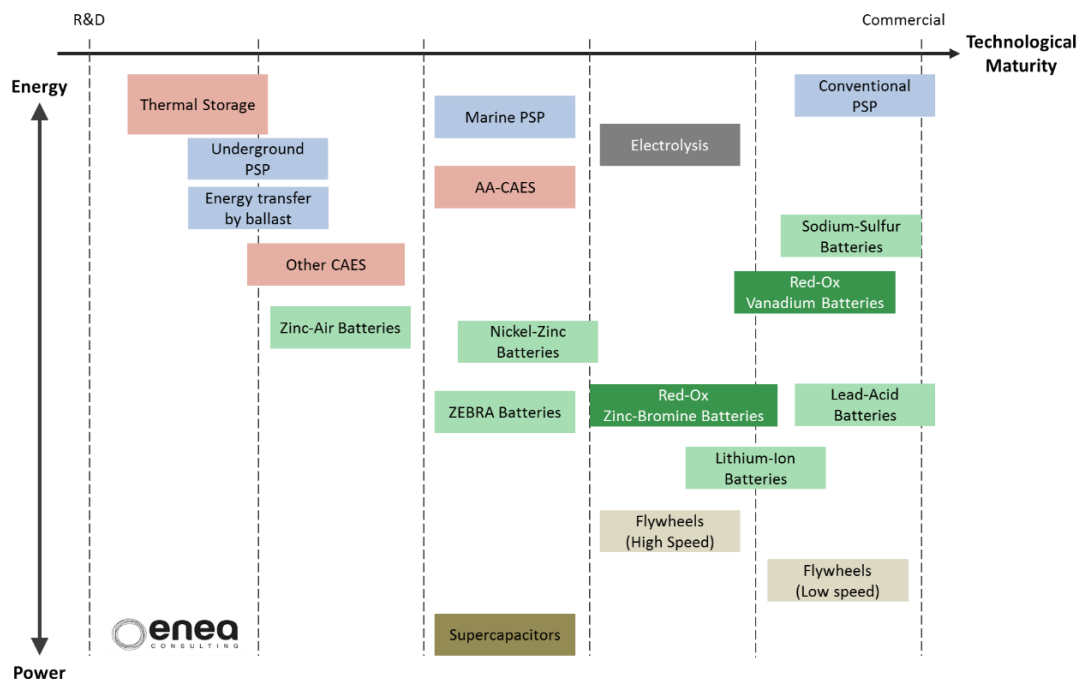 R&D
Commercial
Technological
Maturity
Energy
Conventional
PSP
Thermal Storage
Marine PSP
Electrolysis
Underground
PSP
AA-CAES
Energy transfer
by ballast
Sodium-Sulfur
Batteries
Other CAES
Red-Ox
Vanadium Batteries
Zinc-Air Batteries
Nickel-Zinc
Batteries
ZEBRA Batteries
Red-Ox
Zinc-Bromine Batteries
Lead-Acid
Batteries
Lithium-Ion
Batteries
Flywheels
(High Speed)
Flywheels
(Low speed)
Supercapacitors
enea
CONSULTING
Power